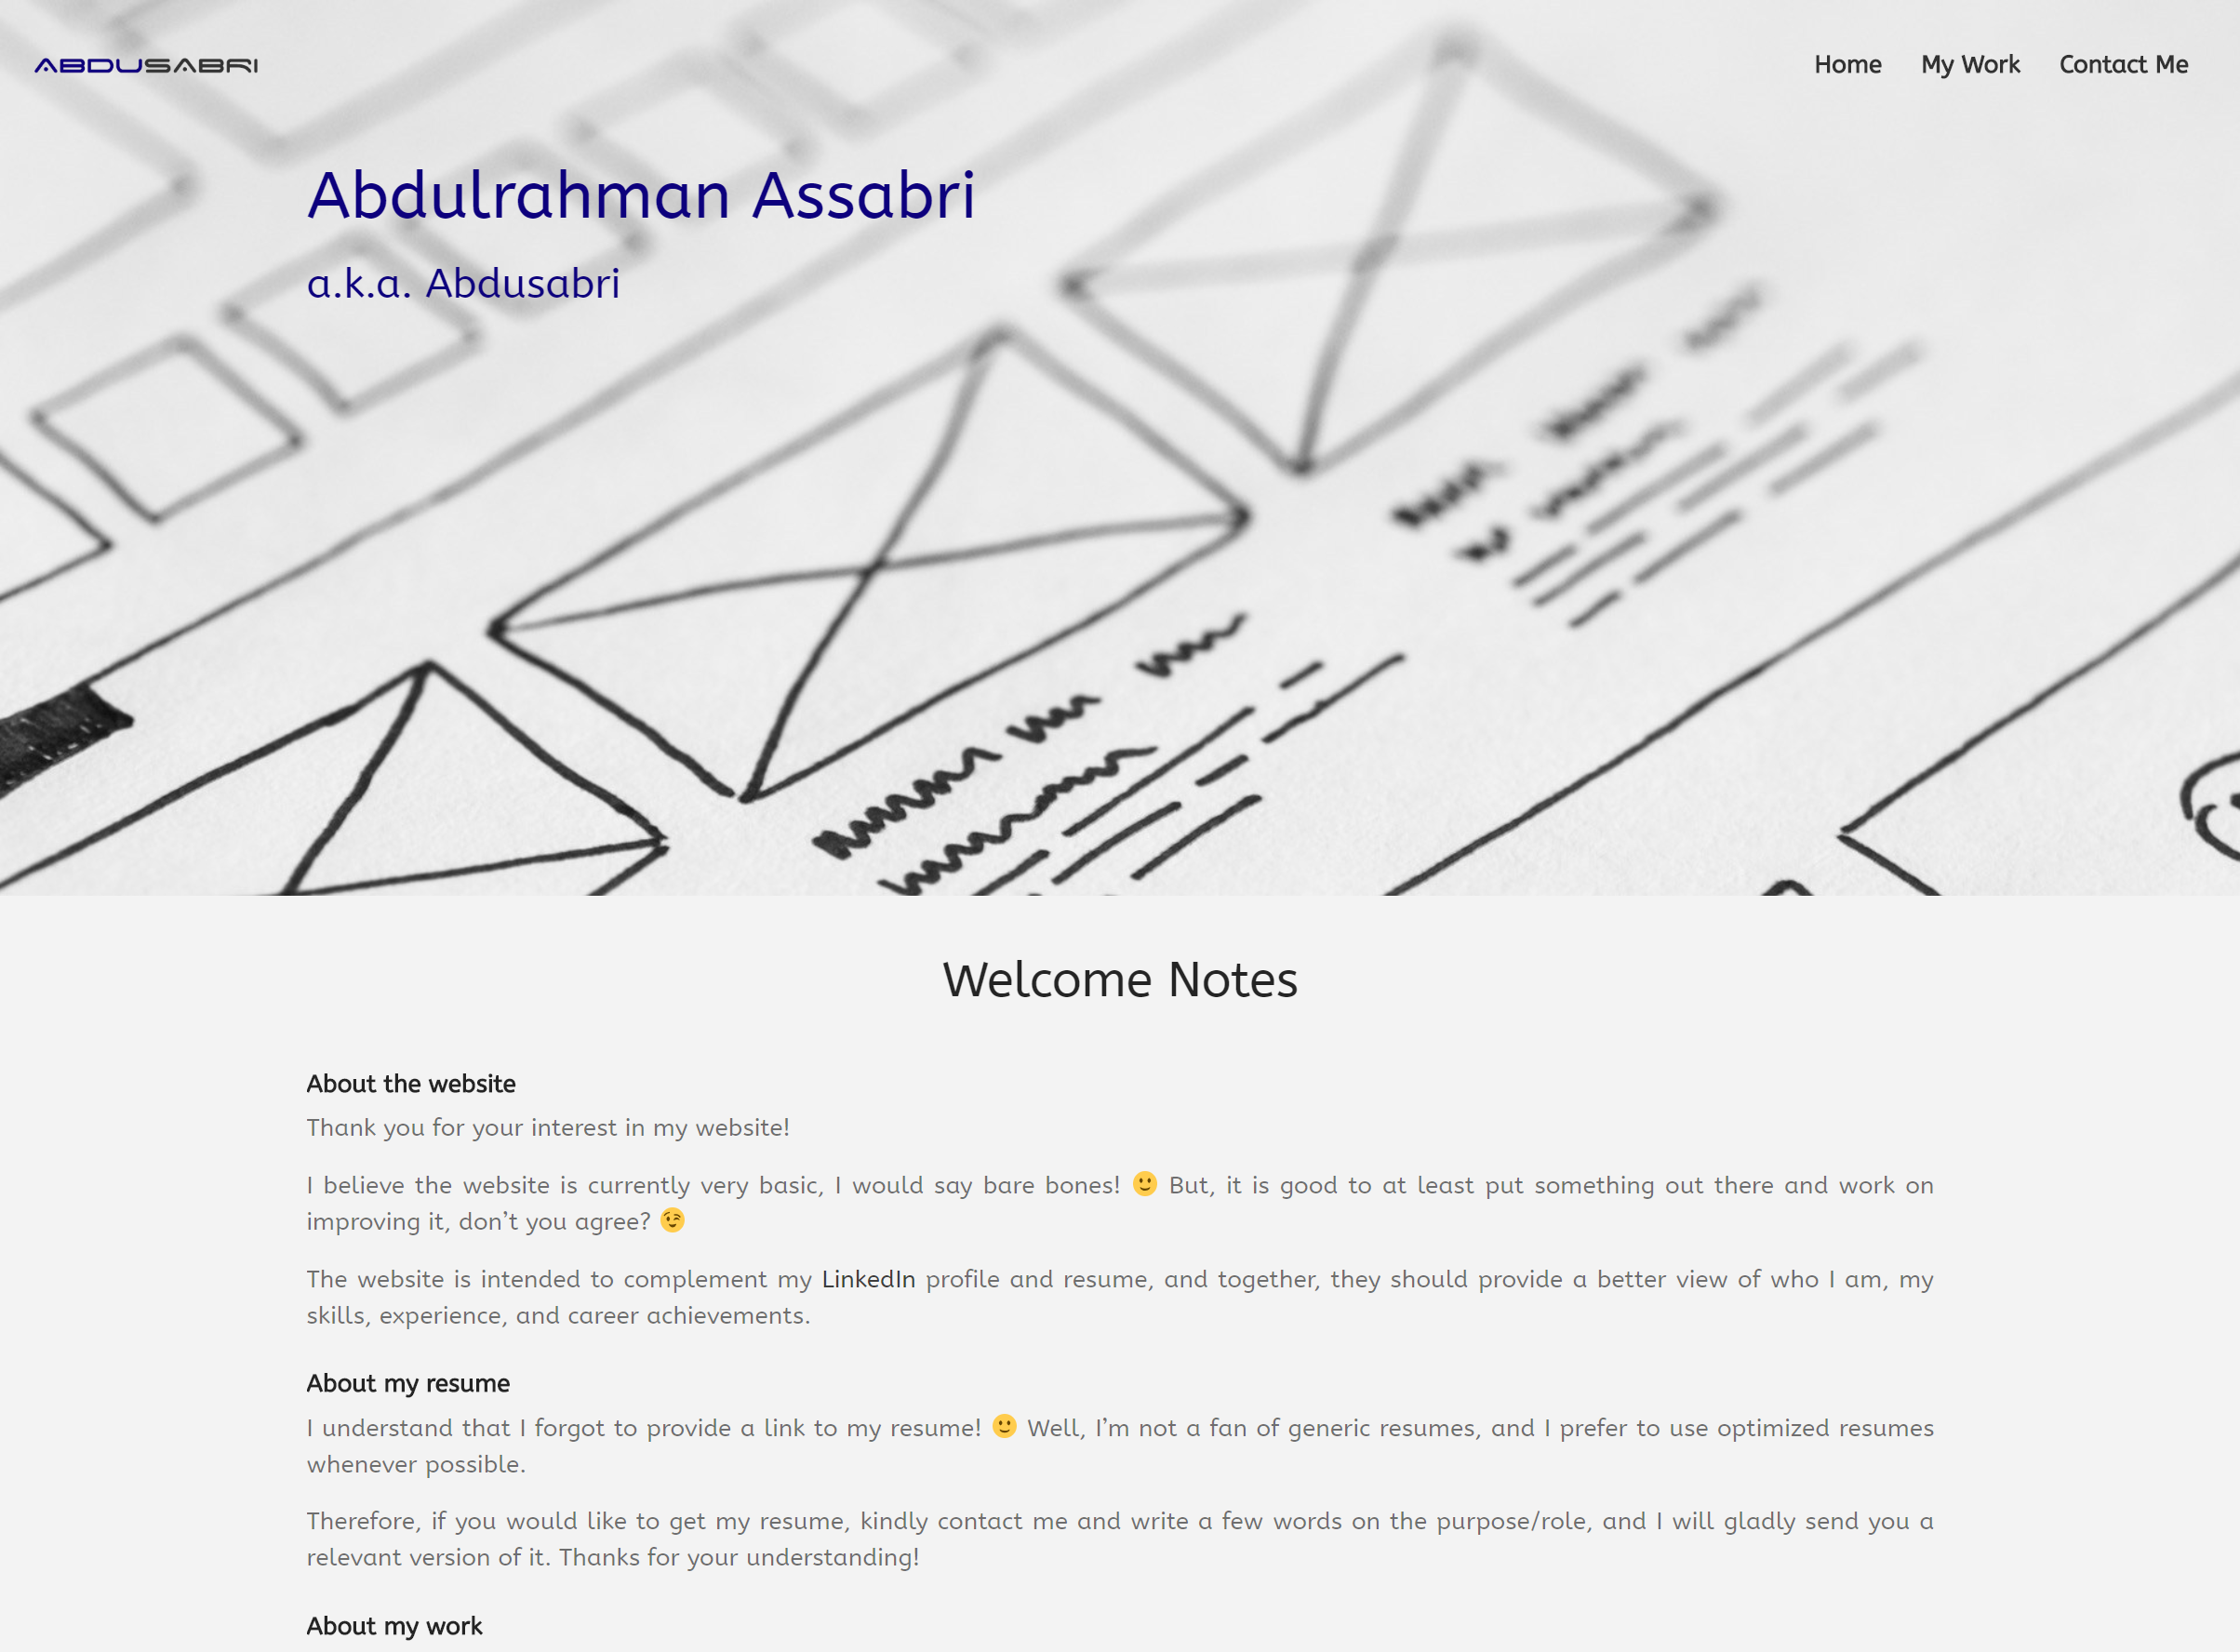 ABDUSABRI
Home My Work Contact Me
Abdulrahman Assabri
a.k.a. Abdusabri
Welcome Notes
About the website
Thank you for your interest in my website!
I believe the website is currently very basic, I would say bare bones! 🙂 But, it is good to at least put something out there and work on
improving it, don’t you agree? 😉
The website is intended to complement my LinkedIn profile and resume, and together, they should provide a better view of who I am, my
skills, experience, and career achievements.
About my resume
I understand that I forgot to provide a link to my resume! 🙂 Well, I’m not a fan of generic resumes, and I prefer to use optimized resumes
whenever possible.
Therefore, if you would like to get my resume, kindly contact me and write a few words on the purpose/role, and I will gladly send you a
relevant version of it. Thanks for your understanding!
About my work